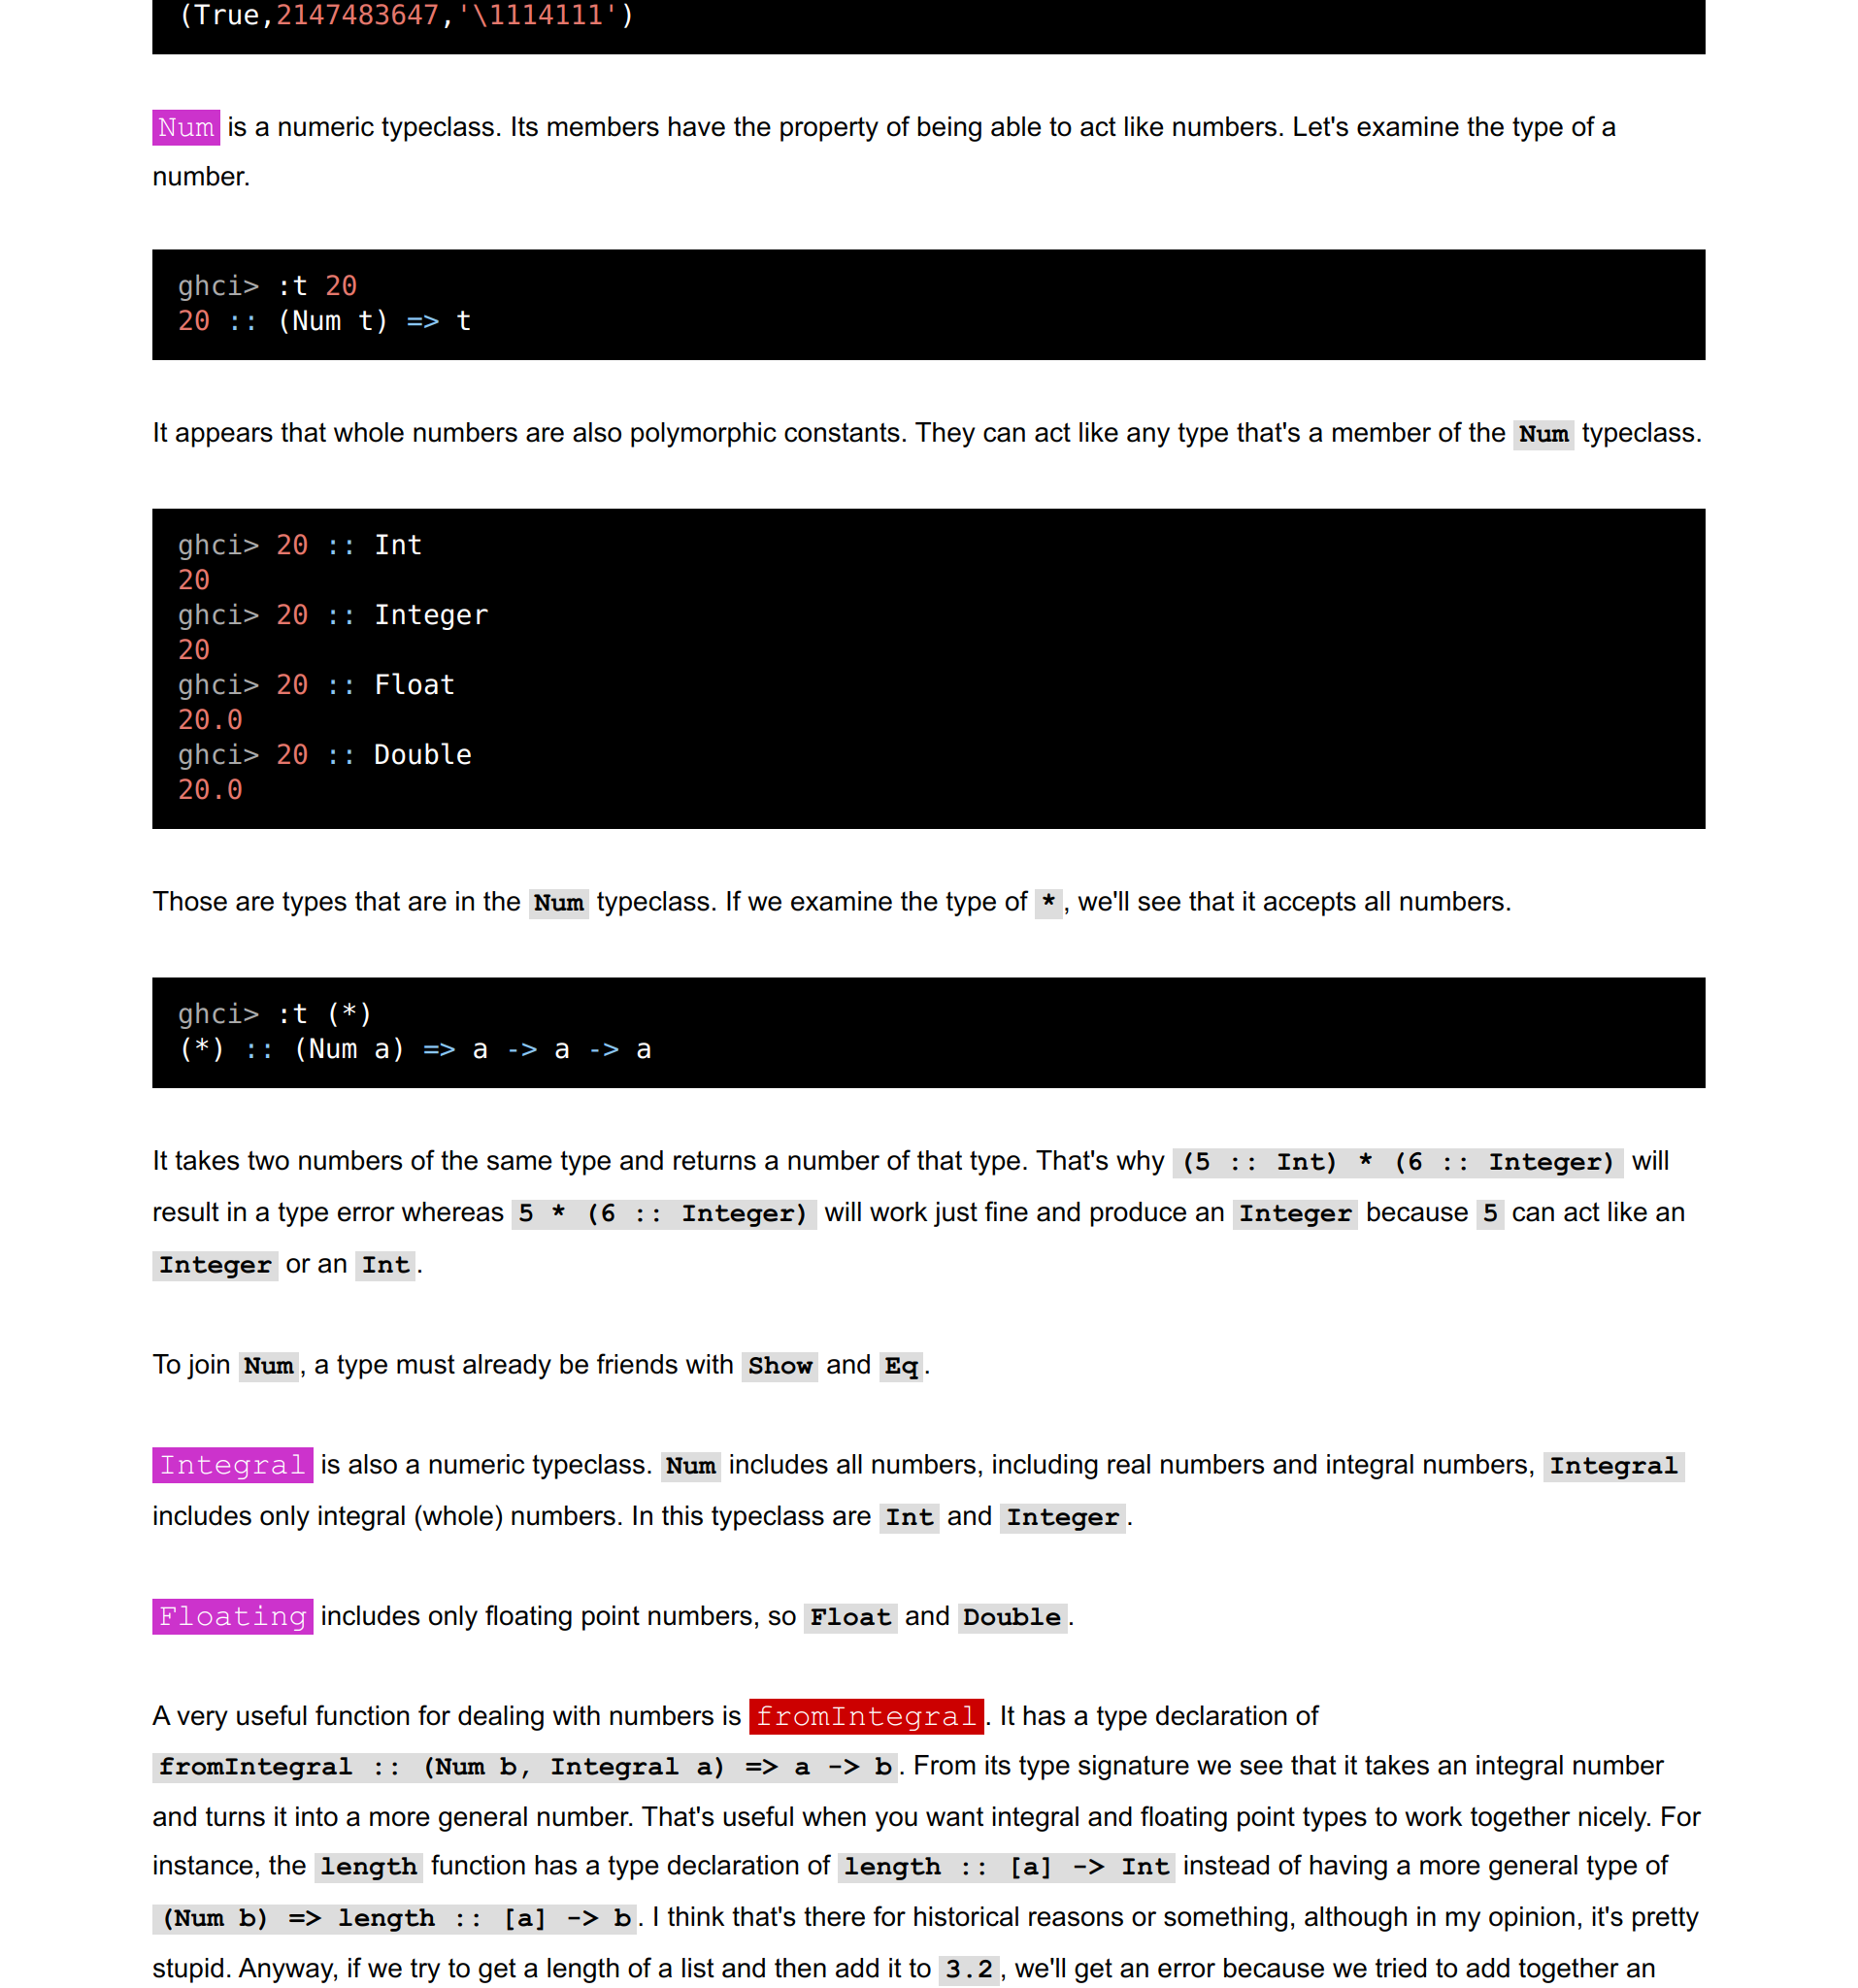 (True,2147483647,'\1114111')
Num is a numeric typeclass. Its members have the property of being able to act like numbers. Let's examine the type of a
number.
ghci> :t 20
20 :: (Num t) => t
It appears that whole numbers are also polymorphic constants. They can act like any type that's a member of the Num typeclass.
ghci> 20 :: Int
20
ghci> 20 :: Integer
20
ghci> 20 :: Float
20.0
ghci> 20 :: Double
20.0
Those are types that are in the Num typeclass. If we examine the type of *, we'll see that it accepts all numbers.
ghci> :t (*)
(*) :: (Num a) => a -> a -> a
It takes two numbers of the same type and returns a number of that type. That's why (5 :: Int) * (6 :: Integer) will
result in a type error whereas 5 * (6 :: Integer) will work just fine and produce an Integer because 5 can act like an
Integer or an Int.
To join Num, a type must already be friends with Show and Eq.
Integral is also a numeric typeclass. Num includes all numbers, including real numbers and integral numbers, Integral
includes only integral (whole) numbers. In this typeclass are Int and Integer.
Floating includes only floating point numbers, so Float and Double.
A very useful function for dealing with numbers is fromIntegral. It has a type declaration of
fromIntegral :: (Num b, Integral a) => a -> b. From its type signature we see that it takes an integral number
and turns it into a more general number. That's useful when you want integral and floating point types to work together nicely. For
instance, the length function has a type declaration of length :: [a] -> Int instead of having a more general type of
(Num b) => length :: [a] -> b. I think that's there for historical reasons or something, although in my opinion, it's pretty
stupid. Anyway, if we try to get a length of a list and then add it to 3.2, we'll get an error because we tried to add together an